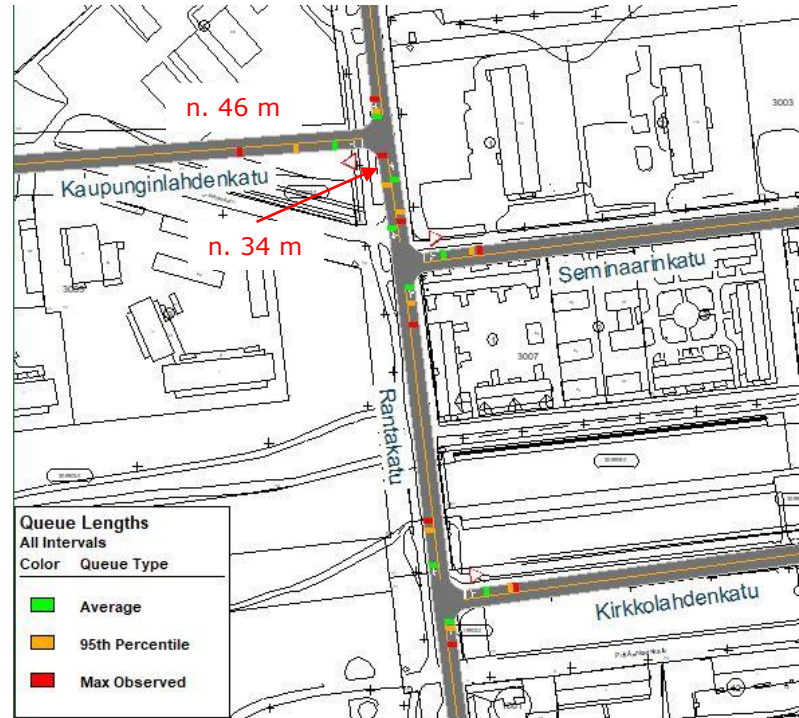 n. 46 m
3003
Kaupunginlahdenkatu
n. 34 m
Seminaarinkatu
3007
Rantakatu
Kirkkolahdenkatu
Queue Lengths
All Intervals
Color Queue Type
Average
95th Percentile
Max Observed